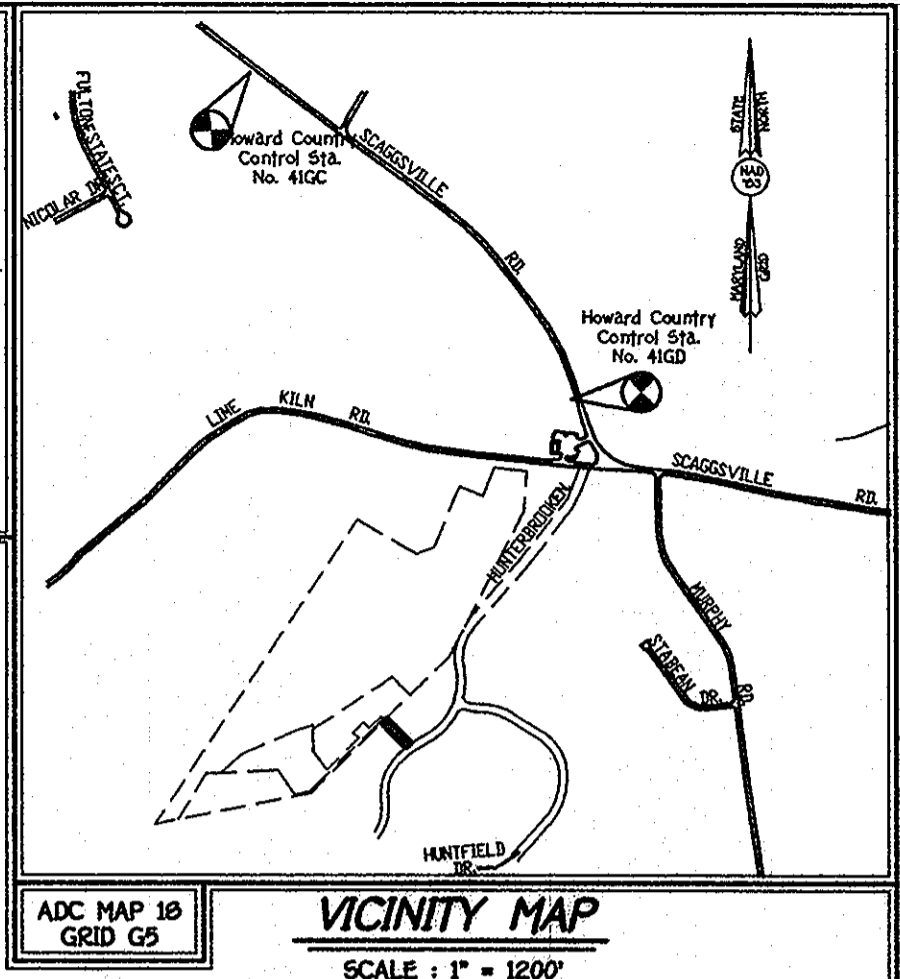 FULTON ESTATES CT.
NICOLAR DR.
Howard Country
Control Sta.
No. 41GC
SCAGGSVILLE
RD.
STATE
NORTH
NAD
'83
MARYLAND
GRID
Howard Country
Control Sta.
No. 41GD
LIME
KILN
RD.
SCAGGSVILLE
RD.
HUNTERBROOKEN
MURPHY
RD.
STABEAN DR.
HUNTFIELD
DR.
ADC MAP 18
GRID G5
VICINITY MAP
SCALE : 1" = 1200'